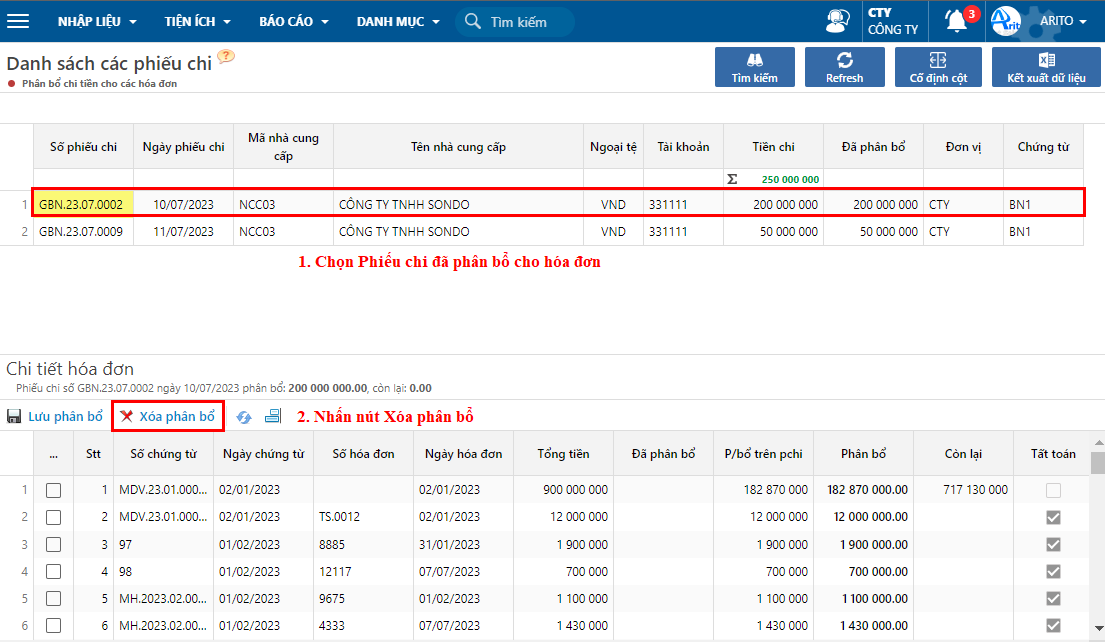 NHẬP LIỆU TIỆN ÍCH BÁO CÁO DANH MỤC Tìm kiếm CTY CÔNG TY 3 Arito ARITO
Danh sách các phiếu chi ?
Phân bổ chi tiền cho các hóa đơn
Tìm kiếm Refresh Cố định cột Kết xuất dữ liệu
Số phiếu chi Ngày phiếu chi Mã nhà cung cấp Tên nhà cung cấp Ngoại tệ Tài khoản Tiền chi Đã phân bổ Đơn vị Chứng từ
Σ 250 000 000
1 GBN.23.07.0002 10/07/2023 NCC03 CÔNG TY TNHH SONDO VND 331111 200 000 000 200 000 000 CTY BN1
2 GBN.23.07.0009 11/07/2023 NCC03 CÔNG TY TNHH SONDO VND 331111 50 000 000 50 000 000 CTY BN1
1. Chọn Phiếu chi đã phân bổ cho hóa đơn
Chi tiết hóa đơn
Phiếu chi số GBN.23.07.0002 ngày 10/07/2023 phân bổ: 200 000 000.00, còn lại: 0.00
Lưu phân bổ Xóa phân bổ 2. Nhấn nút Xóa phân bổ
... Stt Số chứng từ Ngày chứng từ Số hóa đơn Ngày hóa đơn Tổng tiền Đã phân bổ P/bổ trên pchi Phân bổ Còn lại Tất toán
1 1 MDV.23.01.000... 02/01/2023 02/01/2023 900 000 000 182 870 000 182 870 000.00 717 130 000
2 2 MDV.23.01.000... 02/01/2023 TS.0012 02/01/2023 12 000 000 12 000 000 12 000 000.00
3 3 97 01/02/2023 8885 31/01/2023 1 900 000 1 900 000 1 900 000.00
4 4 98 01/02/2023 12117 07/07/2023 700 000 700 000 700 000.00
5 5 MH.2023.02.00... 01/02/2023 9675 01/02/2023 1 100 000 1 100 000 1 100 000.00
6 6 MH.2023.02.00... 01/02/2023 4333 07/07/2023 1 430 000 1 430 000 1 430 000.00